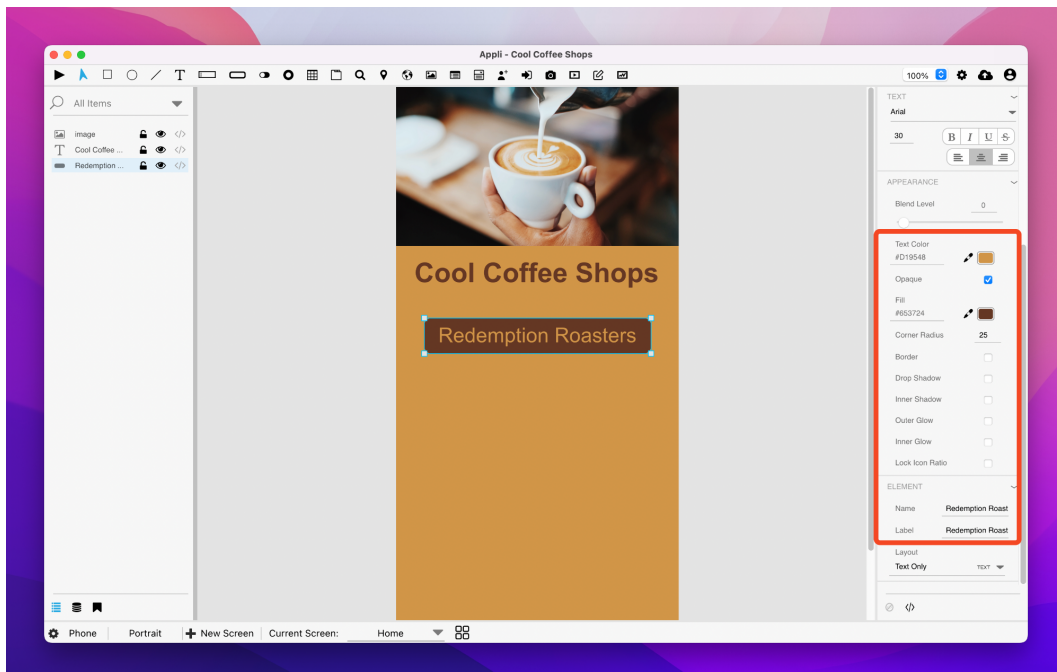 Appli - Cool Coffee Shops
T
100%
All Items
image
Cool Coffee ...
Redemption ...
Cool Coffee Shops
Redemption Roasters
TEXT
Arial
30
B I U S
APPEARANCE
Blend Level 0
Text Color
#D19548
Opaque
Fill
#653724
Corner Radius 25
Border
Drop Shadow
Inner Shadow
Outer Glow
Inner Glow
Lock Icon Ratio
ELEMENT
Name Redemption Roast
Label Redemption Roast
Layout
Text Only TEXT
Phone Portrait New Screen Current Screen: Home